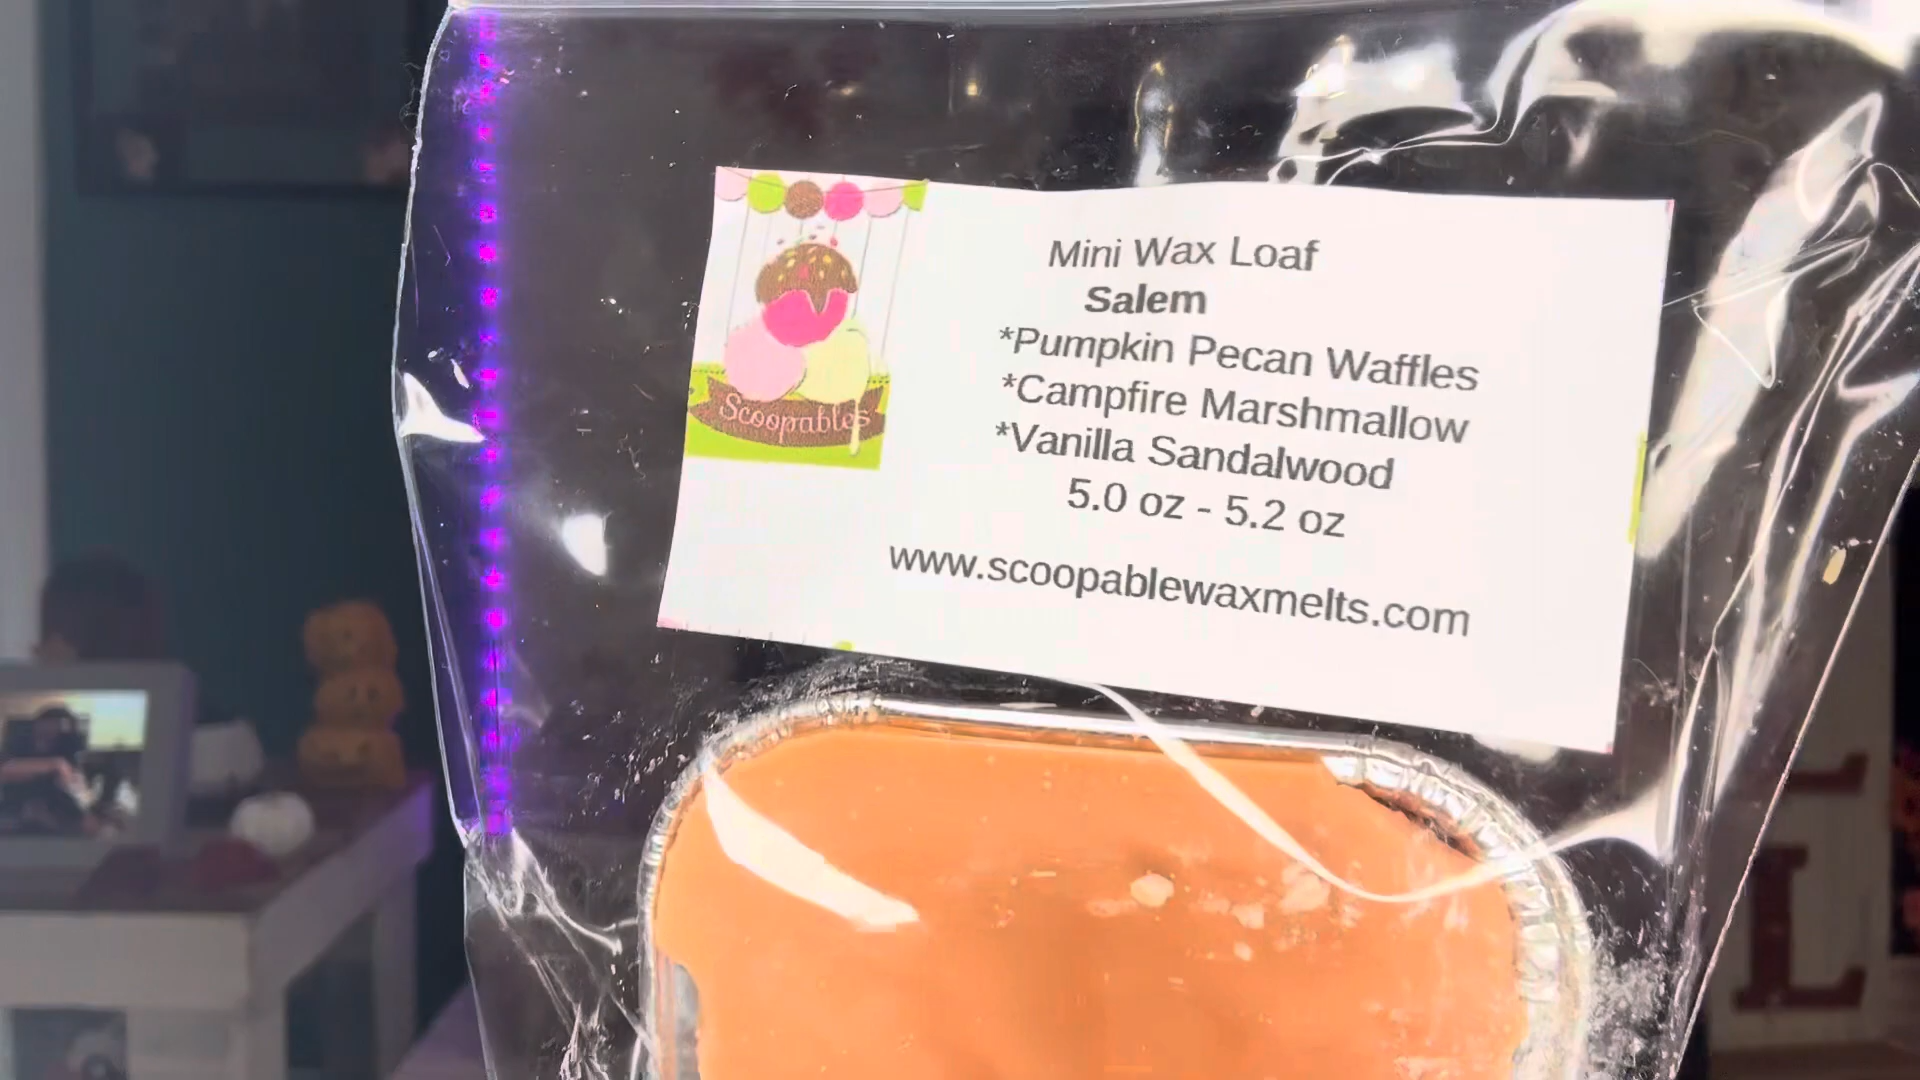 Scoopables
Mini Wax Loaf
Salem
*Pumpkin Pecan Waffles
*Campfire Marshmallow
*Vanilla Sandalwood
5.0 oz - 5.2 oz
www.scoopablewaxmelts.com
L